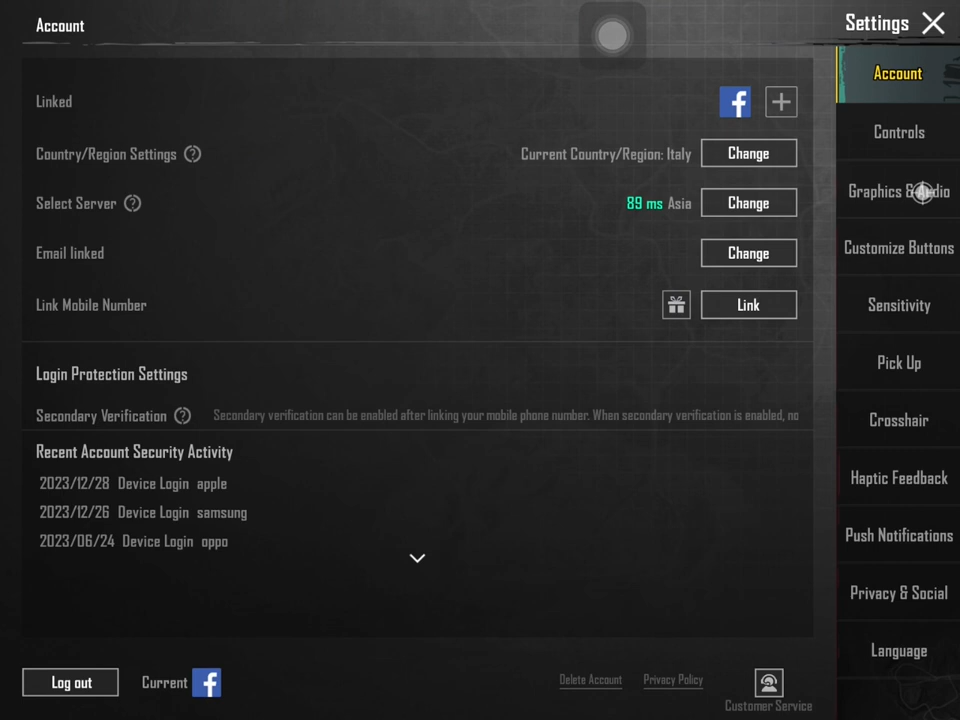 Account
Settings
Account
Linked
Country/Region Settings
Current Country/Region: Italy
Change
Select Server
89 ms Asia
Change
Email linked
Change
Link Mobile Number
Link
Login Protection Settings
Secondary Verification
Secondary verification can be enabled after linking your mobile phone number. When secondary verification is enabled, no
Recent Account Security Activity
2023/12/28 Device Login apple
2023/12/26 Device Login samsung
2023/06/24 Device Login oppo
Log out
Current
Delete Account
Privacy Policy
Customer Service
Controls
Graphics & Audio
Customize Buttons
Sensitivity
Pick Up
Crosshair
Haptic Feedback
Push Notifications
Privacy & Social
Language